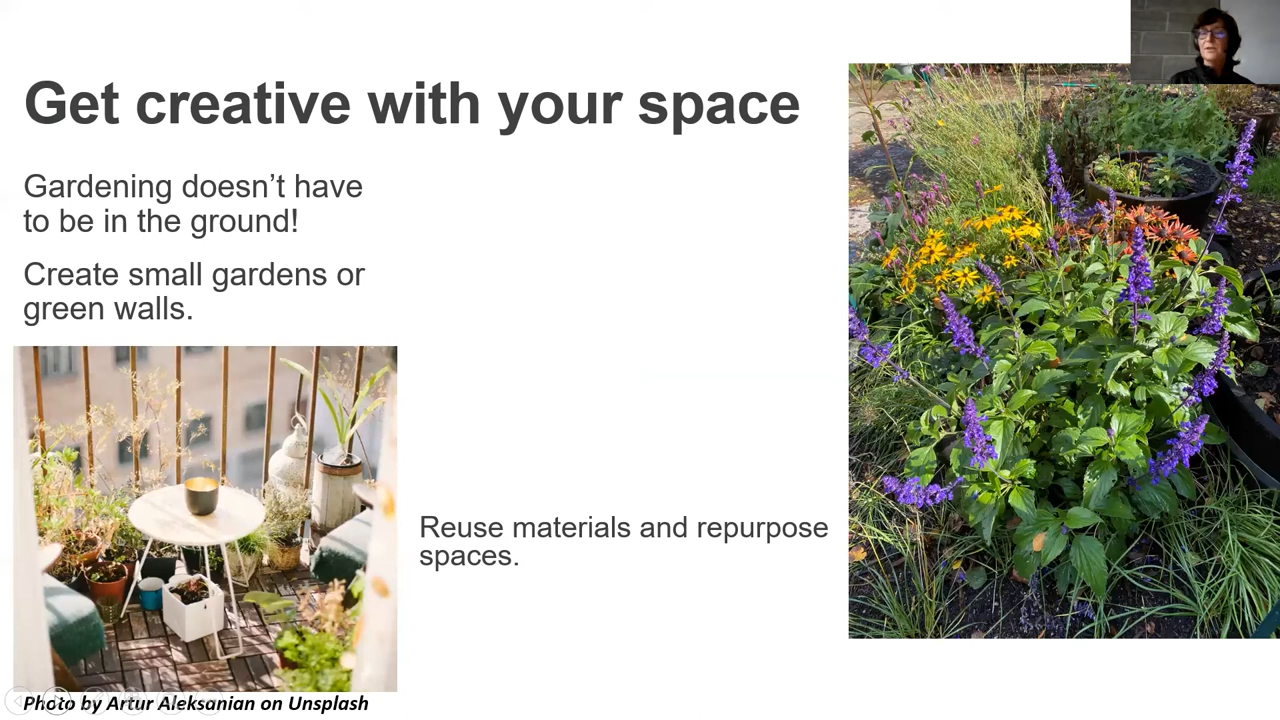 Get creative with your space
Gardening doesn’t have
to be in the ground!
Create small gardens or
green walls.
Reuse materials and repurpose
spaces.
Photo by Artur Aleksanian on Unsplash